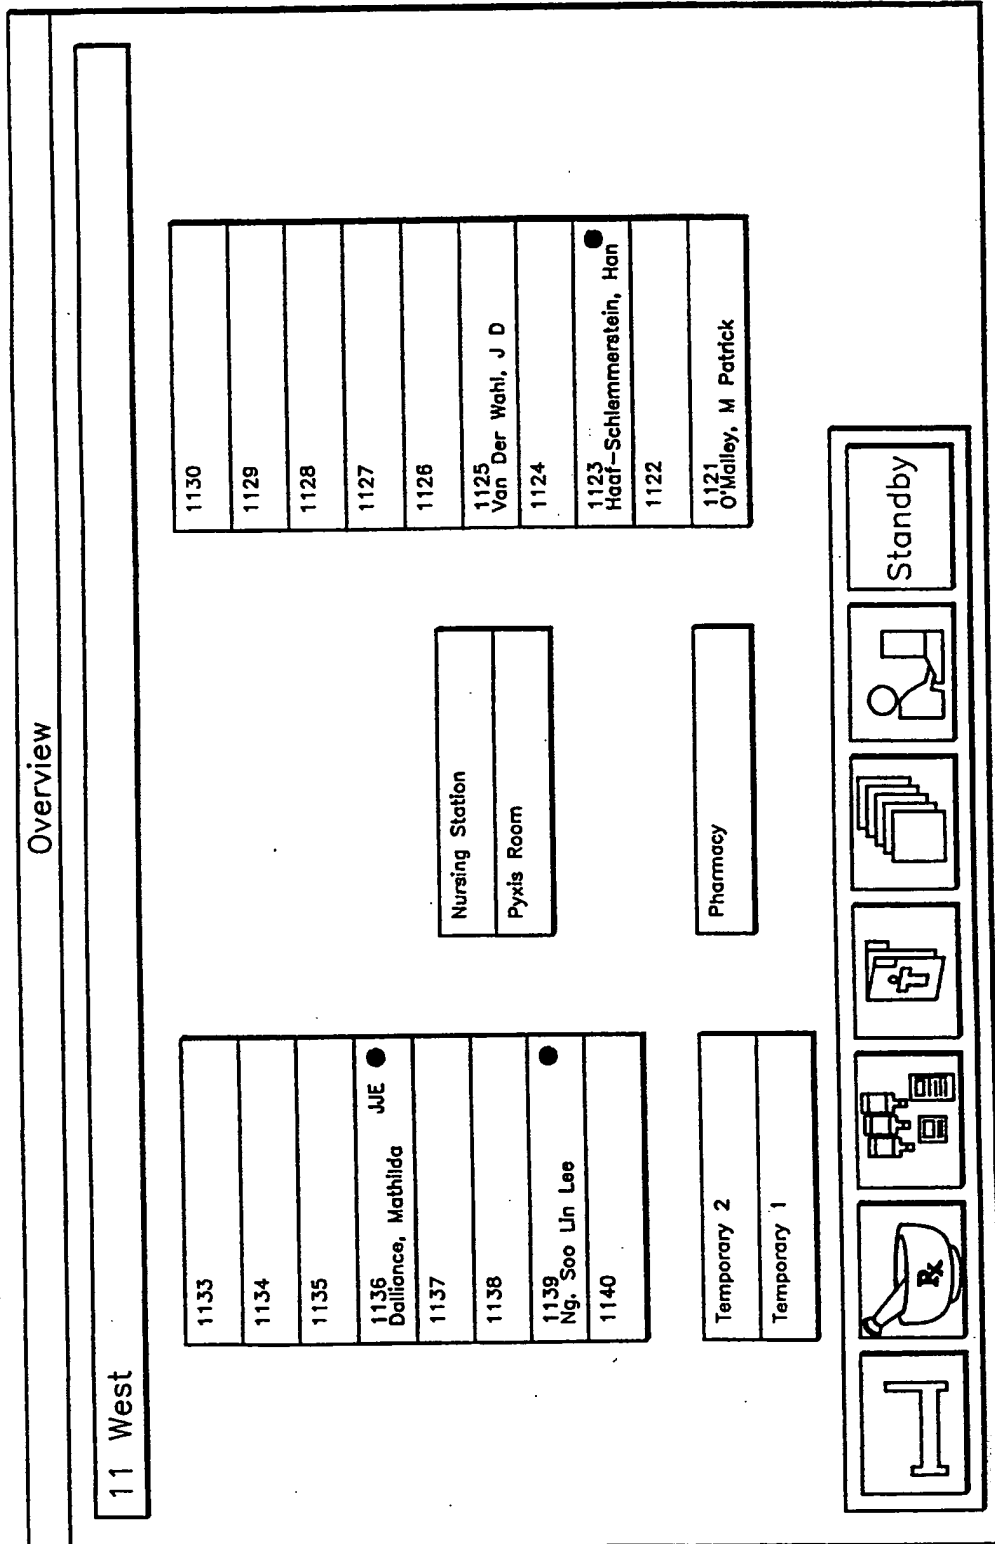 Overview
11 West
1133
1134
1135
1136
Dalliance, Mathilda JJE
1137
1138
1139
Ng. Soo Lin Lee
1140
Temporary 2
Temporary 1
Nursing Station
Pyxis Room
Pharmacy
1130
1129
1128
1127
1126
1125
Van Der Wahl, J D
1124
1123
Haaf-Schlemmerstein, Han
1122
1121
O'Malley, M Patrick
Rx
Standby